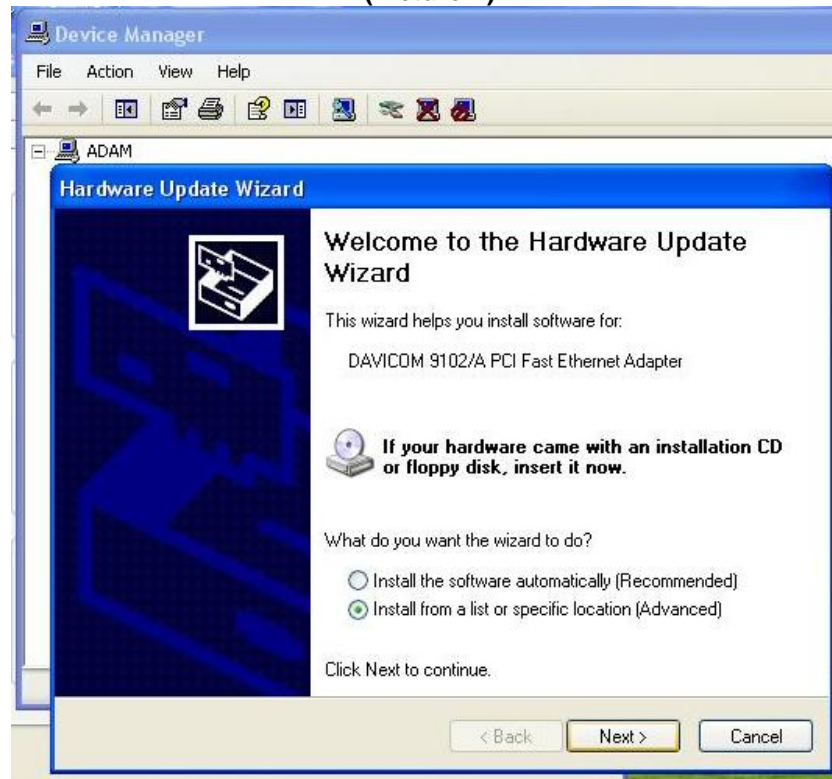 Device Manager
File Action View Help
ADAM
Hardware Update Wizard
Welcome to the Hardware Update
Wizard
This wizard helps you install software for:
DAVICOM 9102/A PCI Fast Ethernet Adapter
If your hardware came with an installation CD
or floppy disk, insert it now.
What do you want the wizard to do?
Install the software automatically (Recommended)
Install from a list or specific location (Advanced)
Click Next to continue.
< Back Next > Cancel